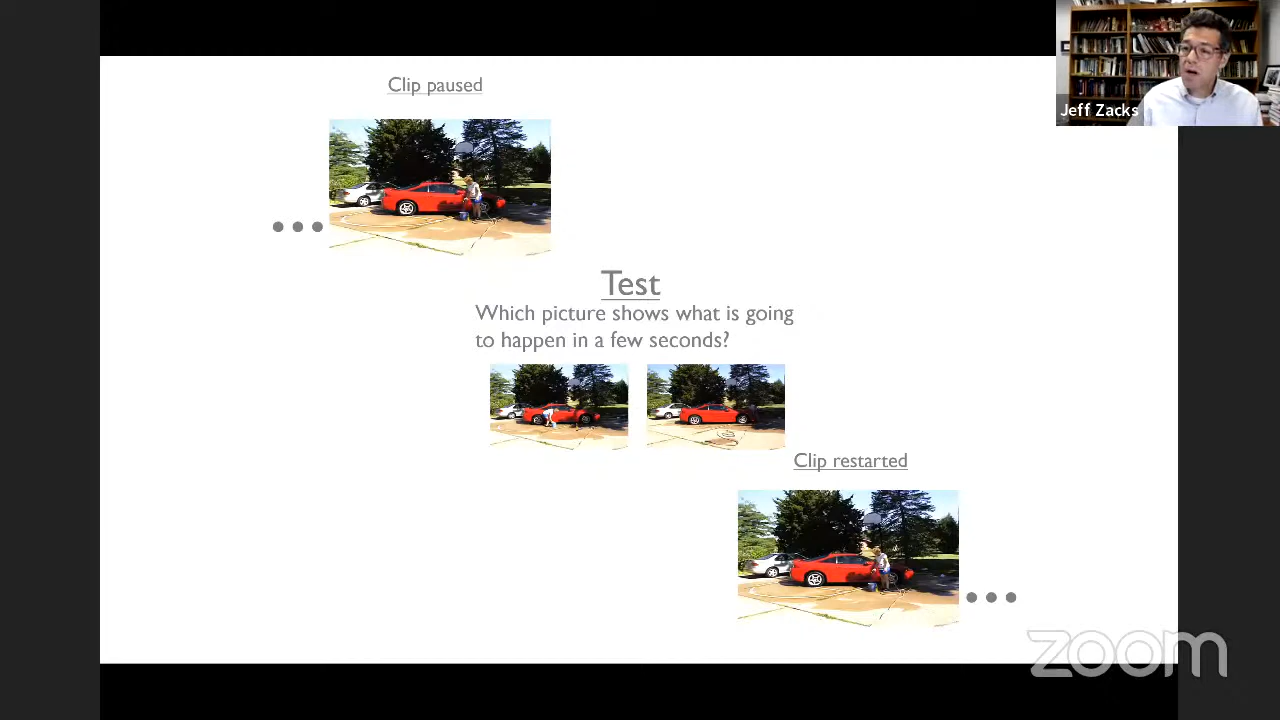 Clip paused
Jeff Zacks
Test
Which picture shows what is going
to happen in a few seconds?
Clip restarted
zoom